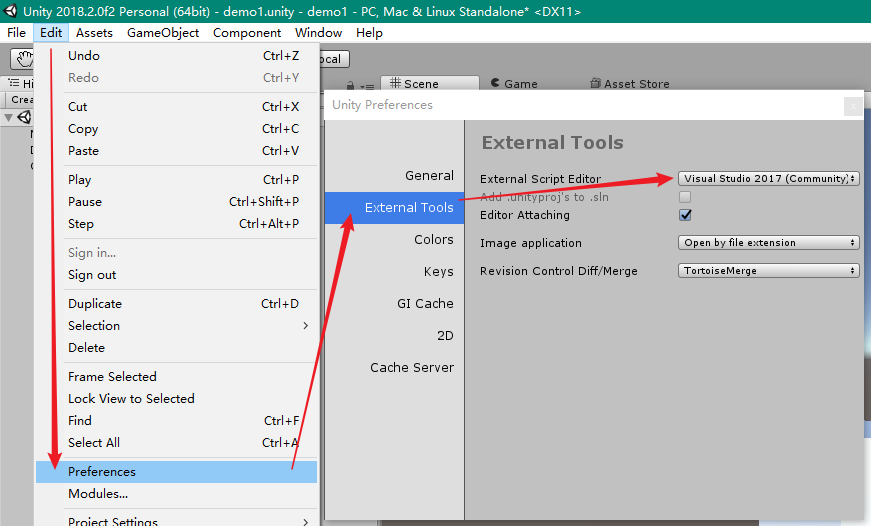 Unity 2018.2.0f2 Personal (64bit) - demo1.unity - demo1 - PC, Mac & Linux Standalone* <DX11>
File Edit Assets GameObject Component Window Help
Undo Ctrl+Z
Redo Ctrl+Y
Cut Ctrl+X
Copy Ctrl+C
Paste Ctrl+V
Play Ctrl+P
Pause Ctrl+Shift+P
Step Ctrl+Alt+P
Sign in...
Sign out
Duplicate Ctrl+D
Selection
Delete
Frame Selected
Lock View to Selected
Find Ctrl+F
Select All Ctrl+A
Preferences
Modules...
Project Settings
Scene Game Asset Store
Unity Preferences
General
External Tools
Colors
Keys
GI Cache
2D
Cache Server
External Tools
External Script Editor Visual Studio 2017 (Community)
Add .unityproj's to .sln
Editor Attaching
Image application Open by file extension
Revision Control Diff/Merge TortoiseMerge